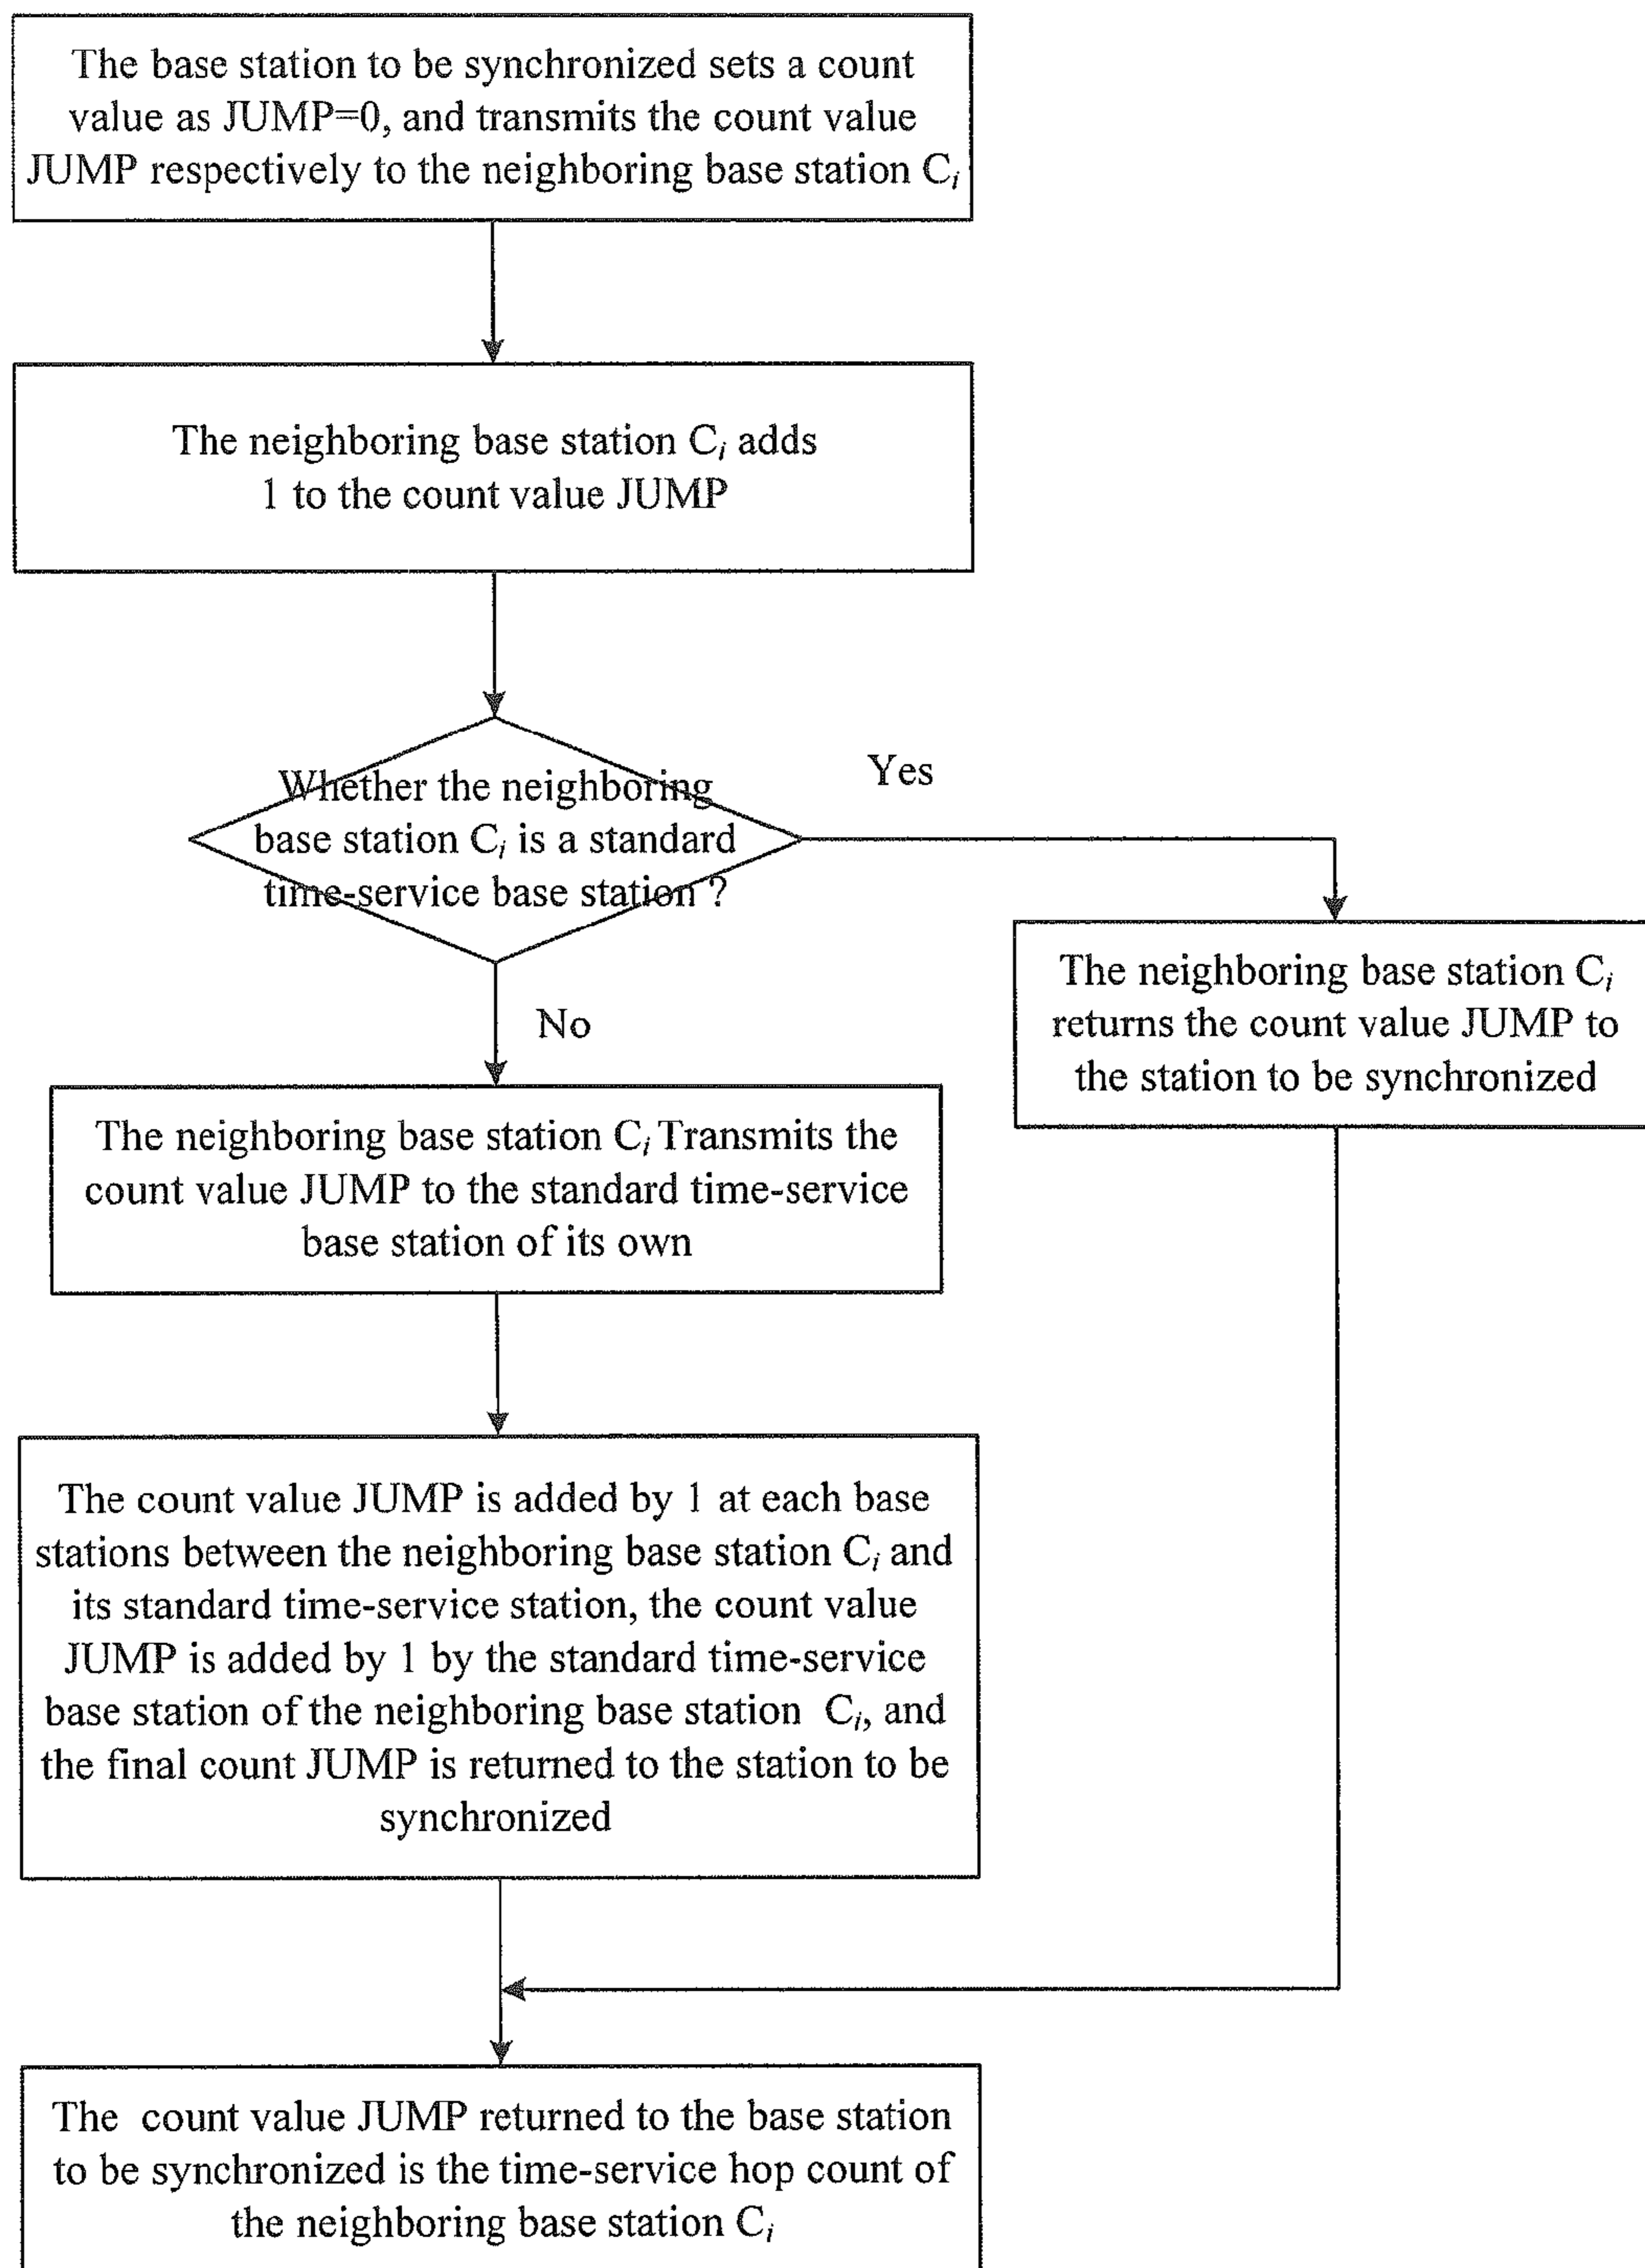 The base station to be synchronized sets a count
value as JUMP=0, and transmits the count value
JUMP respectively to the neighboring base station Ci
The neighboring base station Ci adds
1 to the count value JUMP
Whether the neighboring
base station Ci is a standard
time-service base station ?
Yes
No
The neighboring base station Ci
returns the count value JUMP to
the station to be synchronized
The neighboring base station Ci Transmits the
count value JUMP to the standard time-service
base station of its own
The count value JUMP is added by 1 at each base
stations between the neighboring base station Ci and
its standard time-service station, the count value
JUMP is added by 1 by the standard time-service
base station of the neighboring base station Ci, and
the final count JUMP is returned to the station to be
synchronized
The count value JUMP returned to the base station
to be synchronized is the time-service hop count of
the neighboring base station Ci